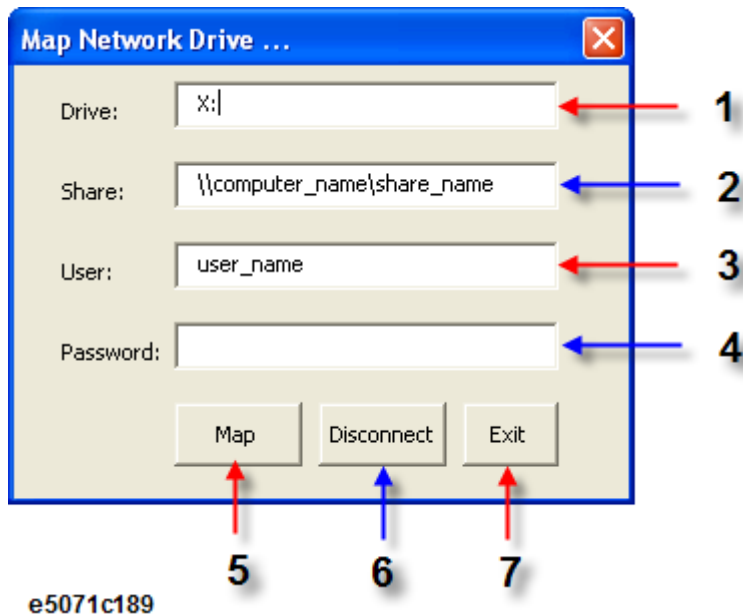 Map Network Drive ...
Drive: X:
1
Share: \\computer_name\share_name
2
User: user_name
3
Password:
4
Map Disconnect Exit
5 6 7
e5071c189